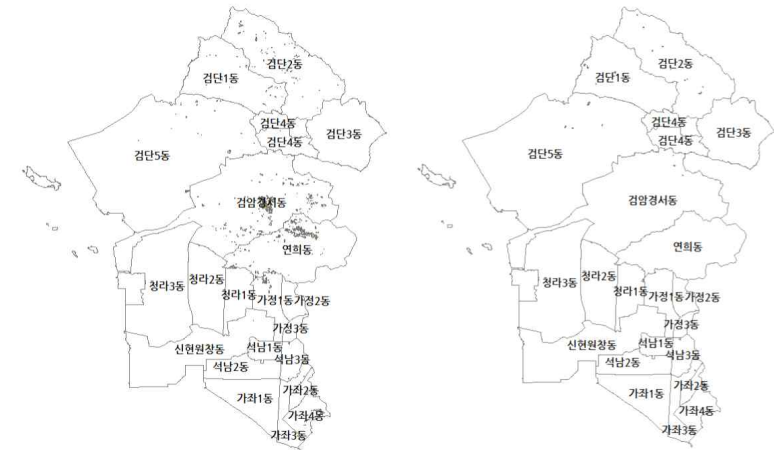 검단2동
검단1동
검단4동
검단3동
검단4동
검단5동
검암경서동
연희동
청라3동
청라2동
청라1동
가정1동
가정2동
가정3동
신현원창동
석남1동
석남3동
석남2동
가좌2동
가좌1동
가좌4동
가좌3동
검단2동
검단1동
검단4동
검단3동
검단4동
검단5동
검암경서동
연희동
청라3동
청라2동
청라1동
가정1동
가정2동
가정3동
신현원창동
석남1동
석남3동
석남2동
가좌2동
가좌1동
가좌4동
가좌3동